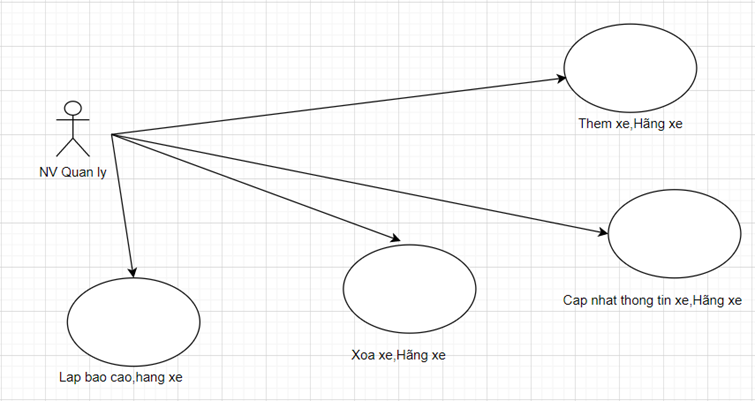 Them xe,Hãng xe
NV Quan ly
Cap nhat thong tin xe,Hãng xe
Xoa xe,Hãng xe
Lap bao cao,hang xe